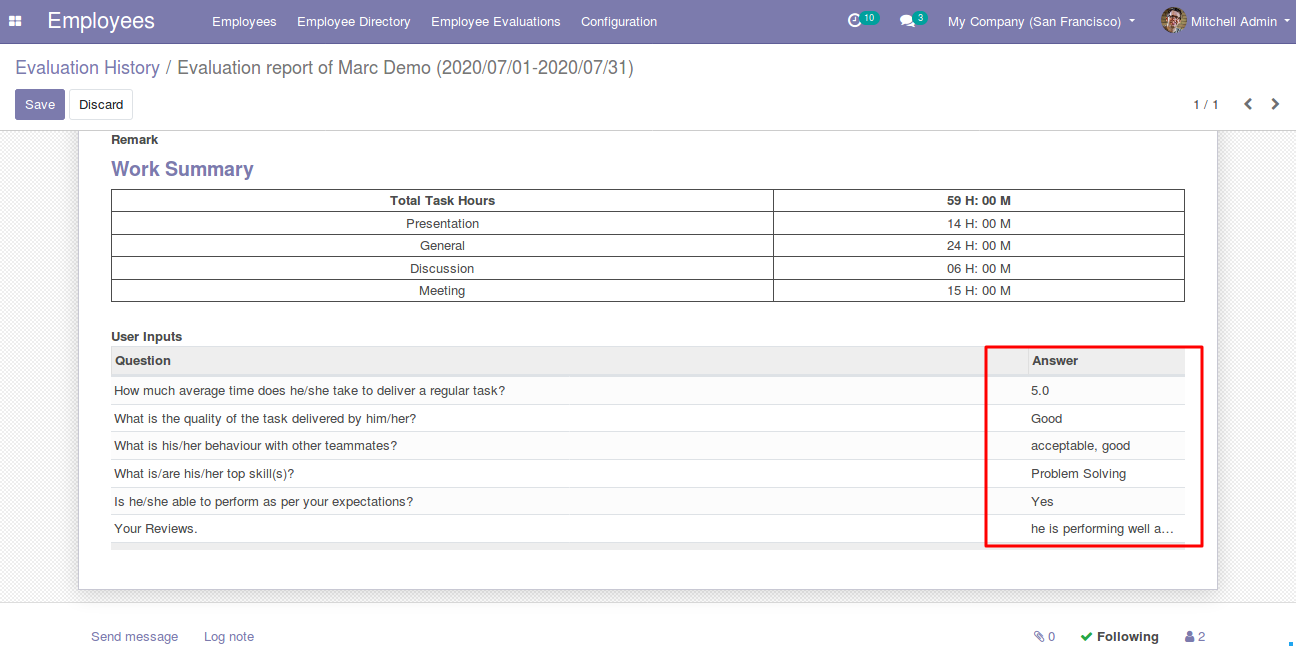 Employees Employees Employee Directory Employee Evaluations Configuration 10 3 My Company (San Francisco) Mitchell Admin
Evaluation History / Evaluation report of Marc Demo (2020/07/01-2020/07/31)
Save Discard 1 / 1
Remark
Work Summary
Total Task Hours 59 H: 00 M
Presentation 14 H: 00 M
General 24 H: 00 M
Discussion 06 H: 00 M
Meeting 15 H: 00 M
User Inputs
Question Answer
How much average time does he/she take to deliver a regular task? 5.0
What is the quality of the task delivered by him/her? Good
What is his/her behaviour with other teammates? acceptable, good
What is/are his/her top skill(s)? Problem Solving
Is he/she able to perform as per your expectations? Yes
Your Reviews. he is performing well a...
Send message Log note 0 Following 2